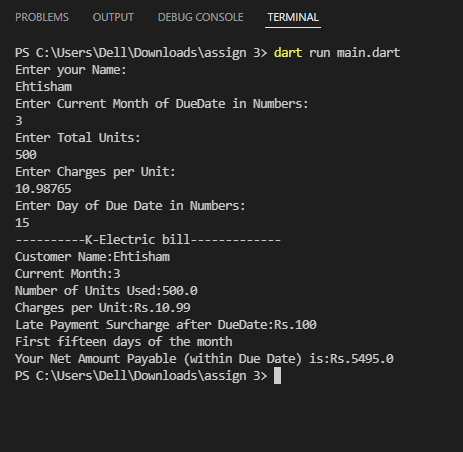 PROBLEMS OUTPUT DEBUG CONSOLE TERMINAL
PS C:\Users\Dell\Downloads\assign 3> dart run main.dart
Enter your Name:
Ehtisham
Enter Current Month of DueDate in Numbers:
3
Enter Total Units:
500
Enter Charges per Unit:
10.98765
Enter Day of Due Date in Numbers:
15
----------K-Electric bill-------------
Customer Name:Ehtisham
Current Month:3
Number of Units Used:500.0
Charges per Unit:Rs.10.99
Late Payment Surcharge after DueDate:Rs.100
First fifteen days of the month
Your Net Amount Payable (within Due Date) is:Rs.5495.0
PS C:\Users\Dell\Downloads\assign 3>